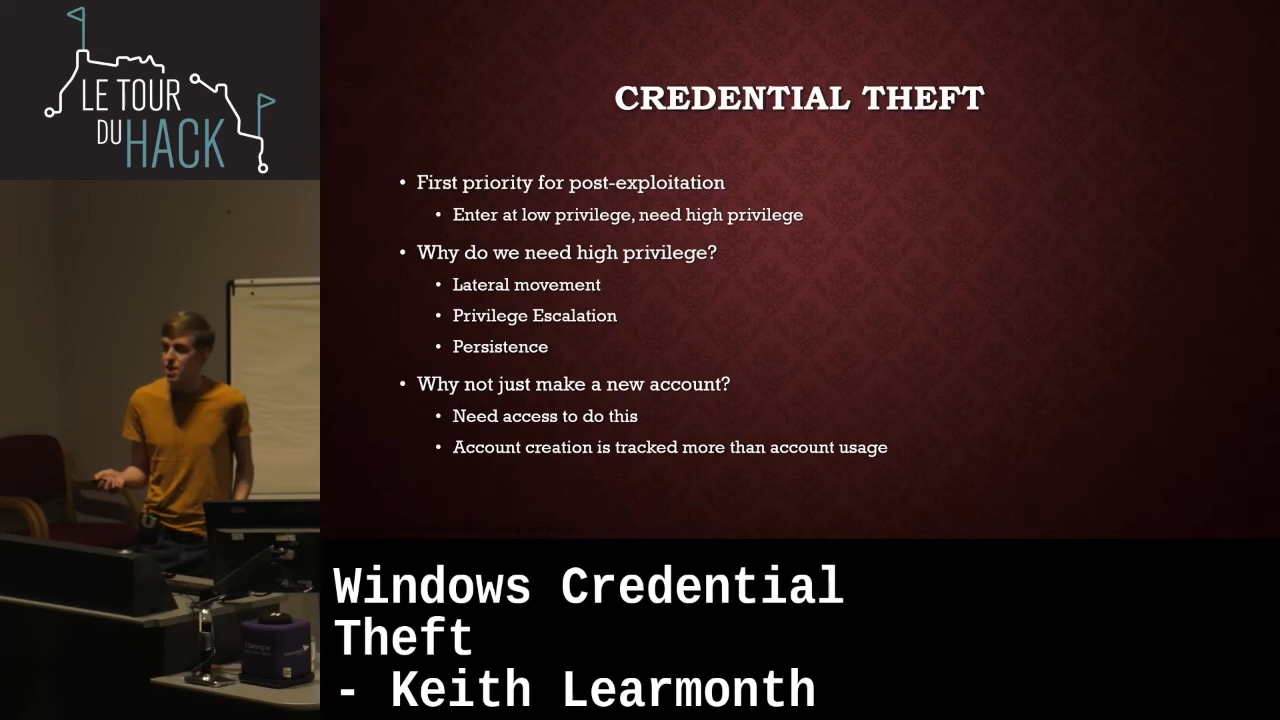 LE TOUR
DU HACK
CREDENTIAL THEFT
• First priority for post-exploitation
• Enter at low privilege, need high privilege
• Why do we need high privilege?
• Lateral movement
• Privilege Escalation
• Persistence
• Why not just make a new account?
• Need access to do this
• Account creation is tracked more than account usage
Windows Credential
Theft
- Keith Learmonth